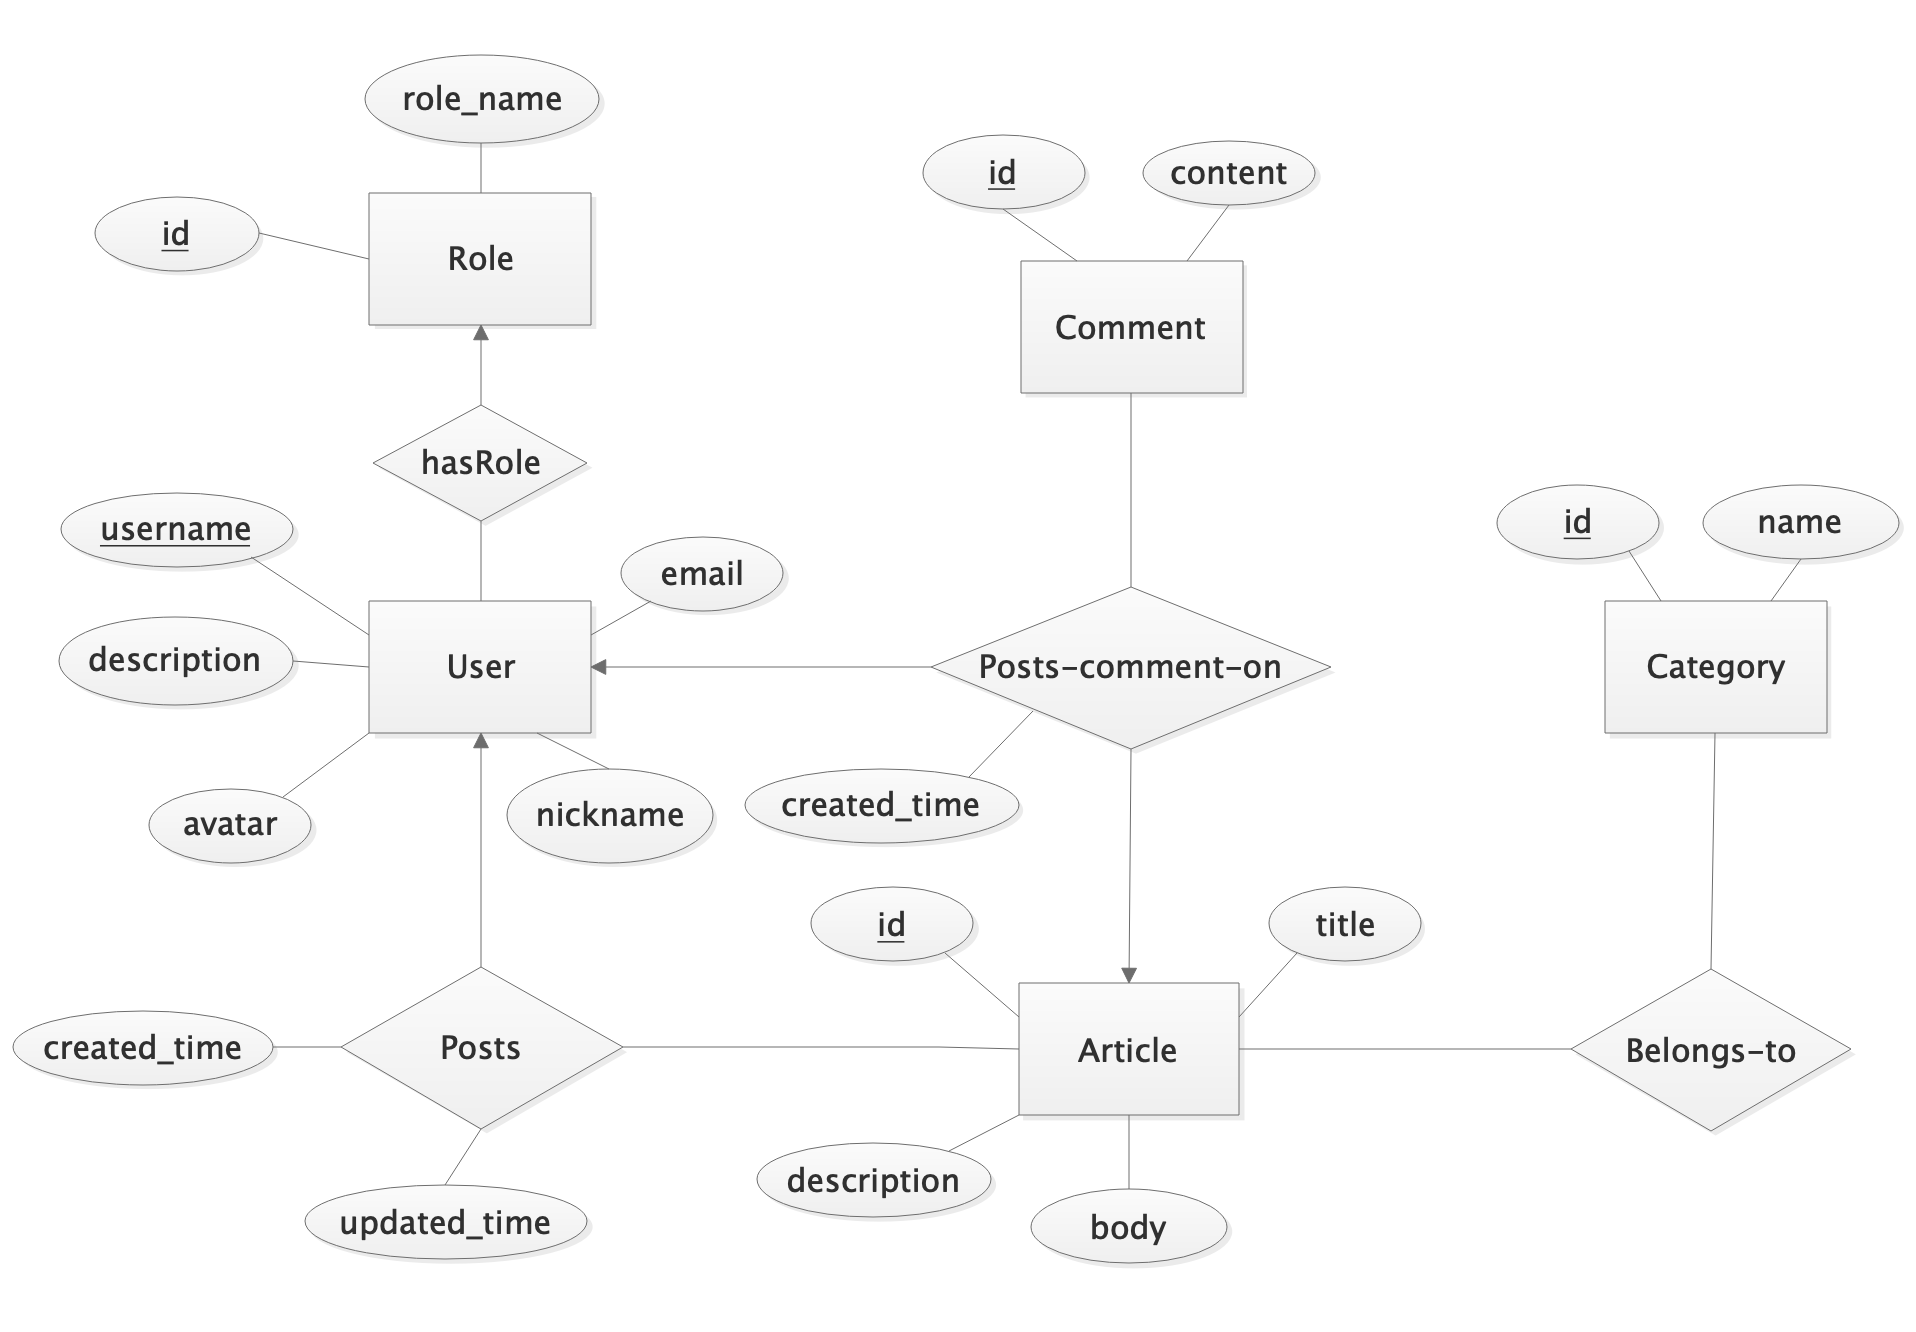 role_name
id
content
id
Role
Comment
hasRole
username
email
id
name
description
User
Posts-comment-on
Category
avatar
nickname
created_time
id
title
created_time
Posts
Article
Belongs-to
description
updated_time
body